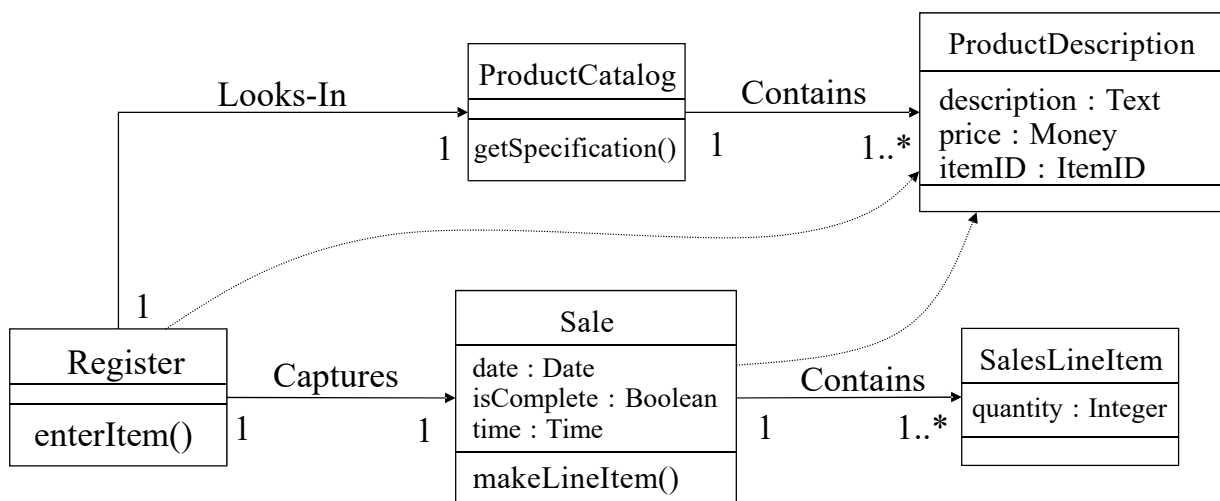 ProductDescription
description : Text
price : Money
itemID : ItemID
ProductCatalog
getSpecification()
Looks-In
Contains
1
1
1..*
1
Register
enterItem()
Captures
1
1
Sale
date : Date
isComplete : Boolean
time : Time
makeLineItem()
Contains
1
1..*
SalesLineItem
quantity : Integer